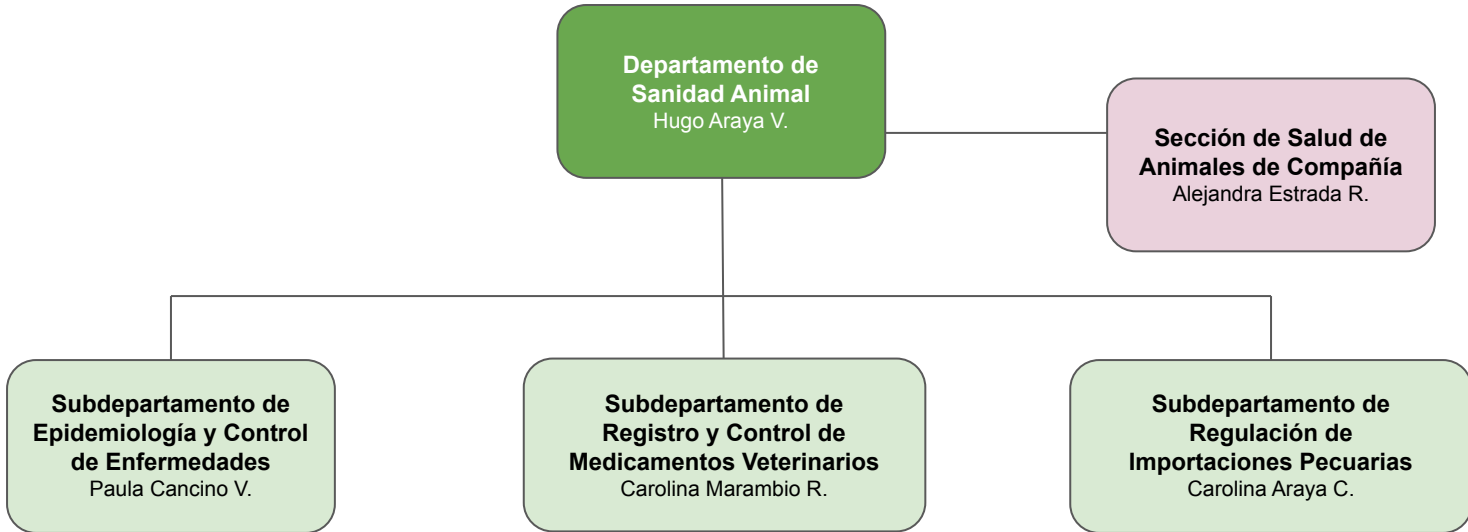 Departamento de
Sanidad Animal
Hugo Araya V.
Sección de Salud de
Animales de Compañía
Alejandra Estrada R.
Subdepartamento de
Epidemiología y Control
de Enfermedades
Paula Cancino V.
Subdepartamento de
Registro y Control de
Medicamentos Veterinarios
Carolina Marambio R.
Subdepartamento de
Regulación de
Importaciones Pecuarias
Carolina Araya C.